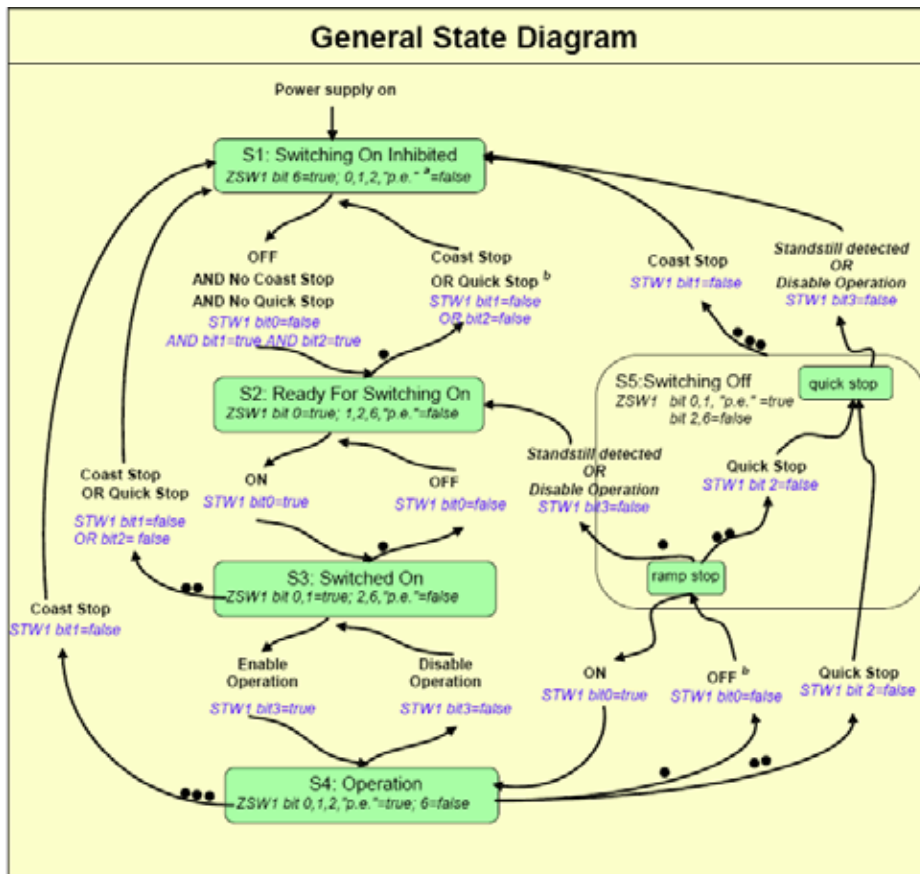 General State Diagram
Power supply on
S1: Switching On Inhibited
ZSW1 bit 6=true; 0,1,2,"p.e." a =false
OFF
AND No Coast Stop
AND No Quick Stop
STW1 bit0=false
AND bit1=true AND bit2=true
Coast Stop
OR Quick Stop b
STW1 bit1=false
OR bit2=false
Coast Stop
STW1 bit1=false
Standstill detected
OR
Disable Operation
STW1 bit3=false
S2: Ready For Switching On
ZSW1 bit 0=true; 1,2,6,"p.e."=false
S5:Switching Off
ZSW1 bit 0,1, "p.e." =true
bit 2,6=false
quick stop
ON
STW1 bit0=true
OFF
STW1 bit0=false
Standstill detected
OR
Disable Operation
STW1 bit3=false
Quick Stop
STW1 bit 2=false
Coast Stop
OR Quick Stop
STW1 bit1=false
OR bit2= false
S3: Switched On
ZSW1 bit 0,1=true; 2,6,"p.e."=false
ramp stop
Coast Stop
STW1 bit1=false
Enable
Operation
STW1 bit3=true
Disable
Operation
STW1 bit3=false
ON
STW1 bit0=true
OFF b
STW1 bit0=false
Quick Stop
STW1 bit 2=false
S4: Operation
ZSW1 bit 0,1,2,"p.e."=true; 6=false